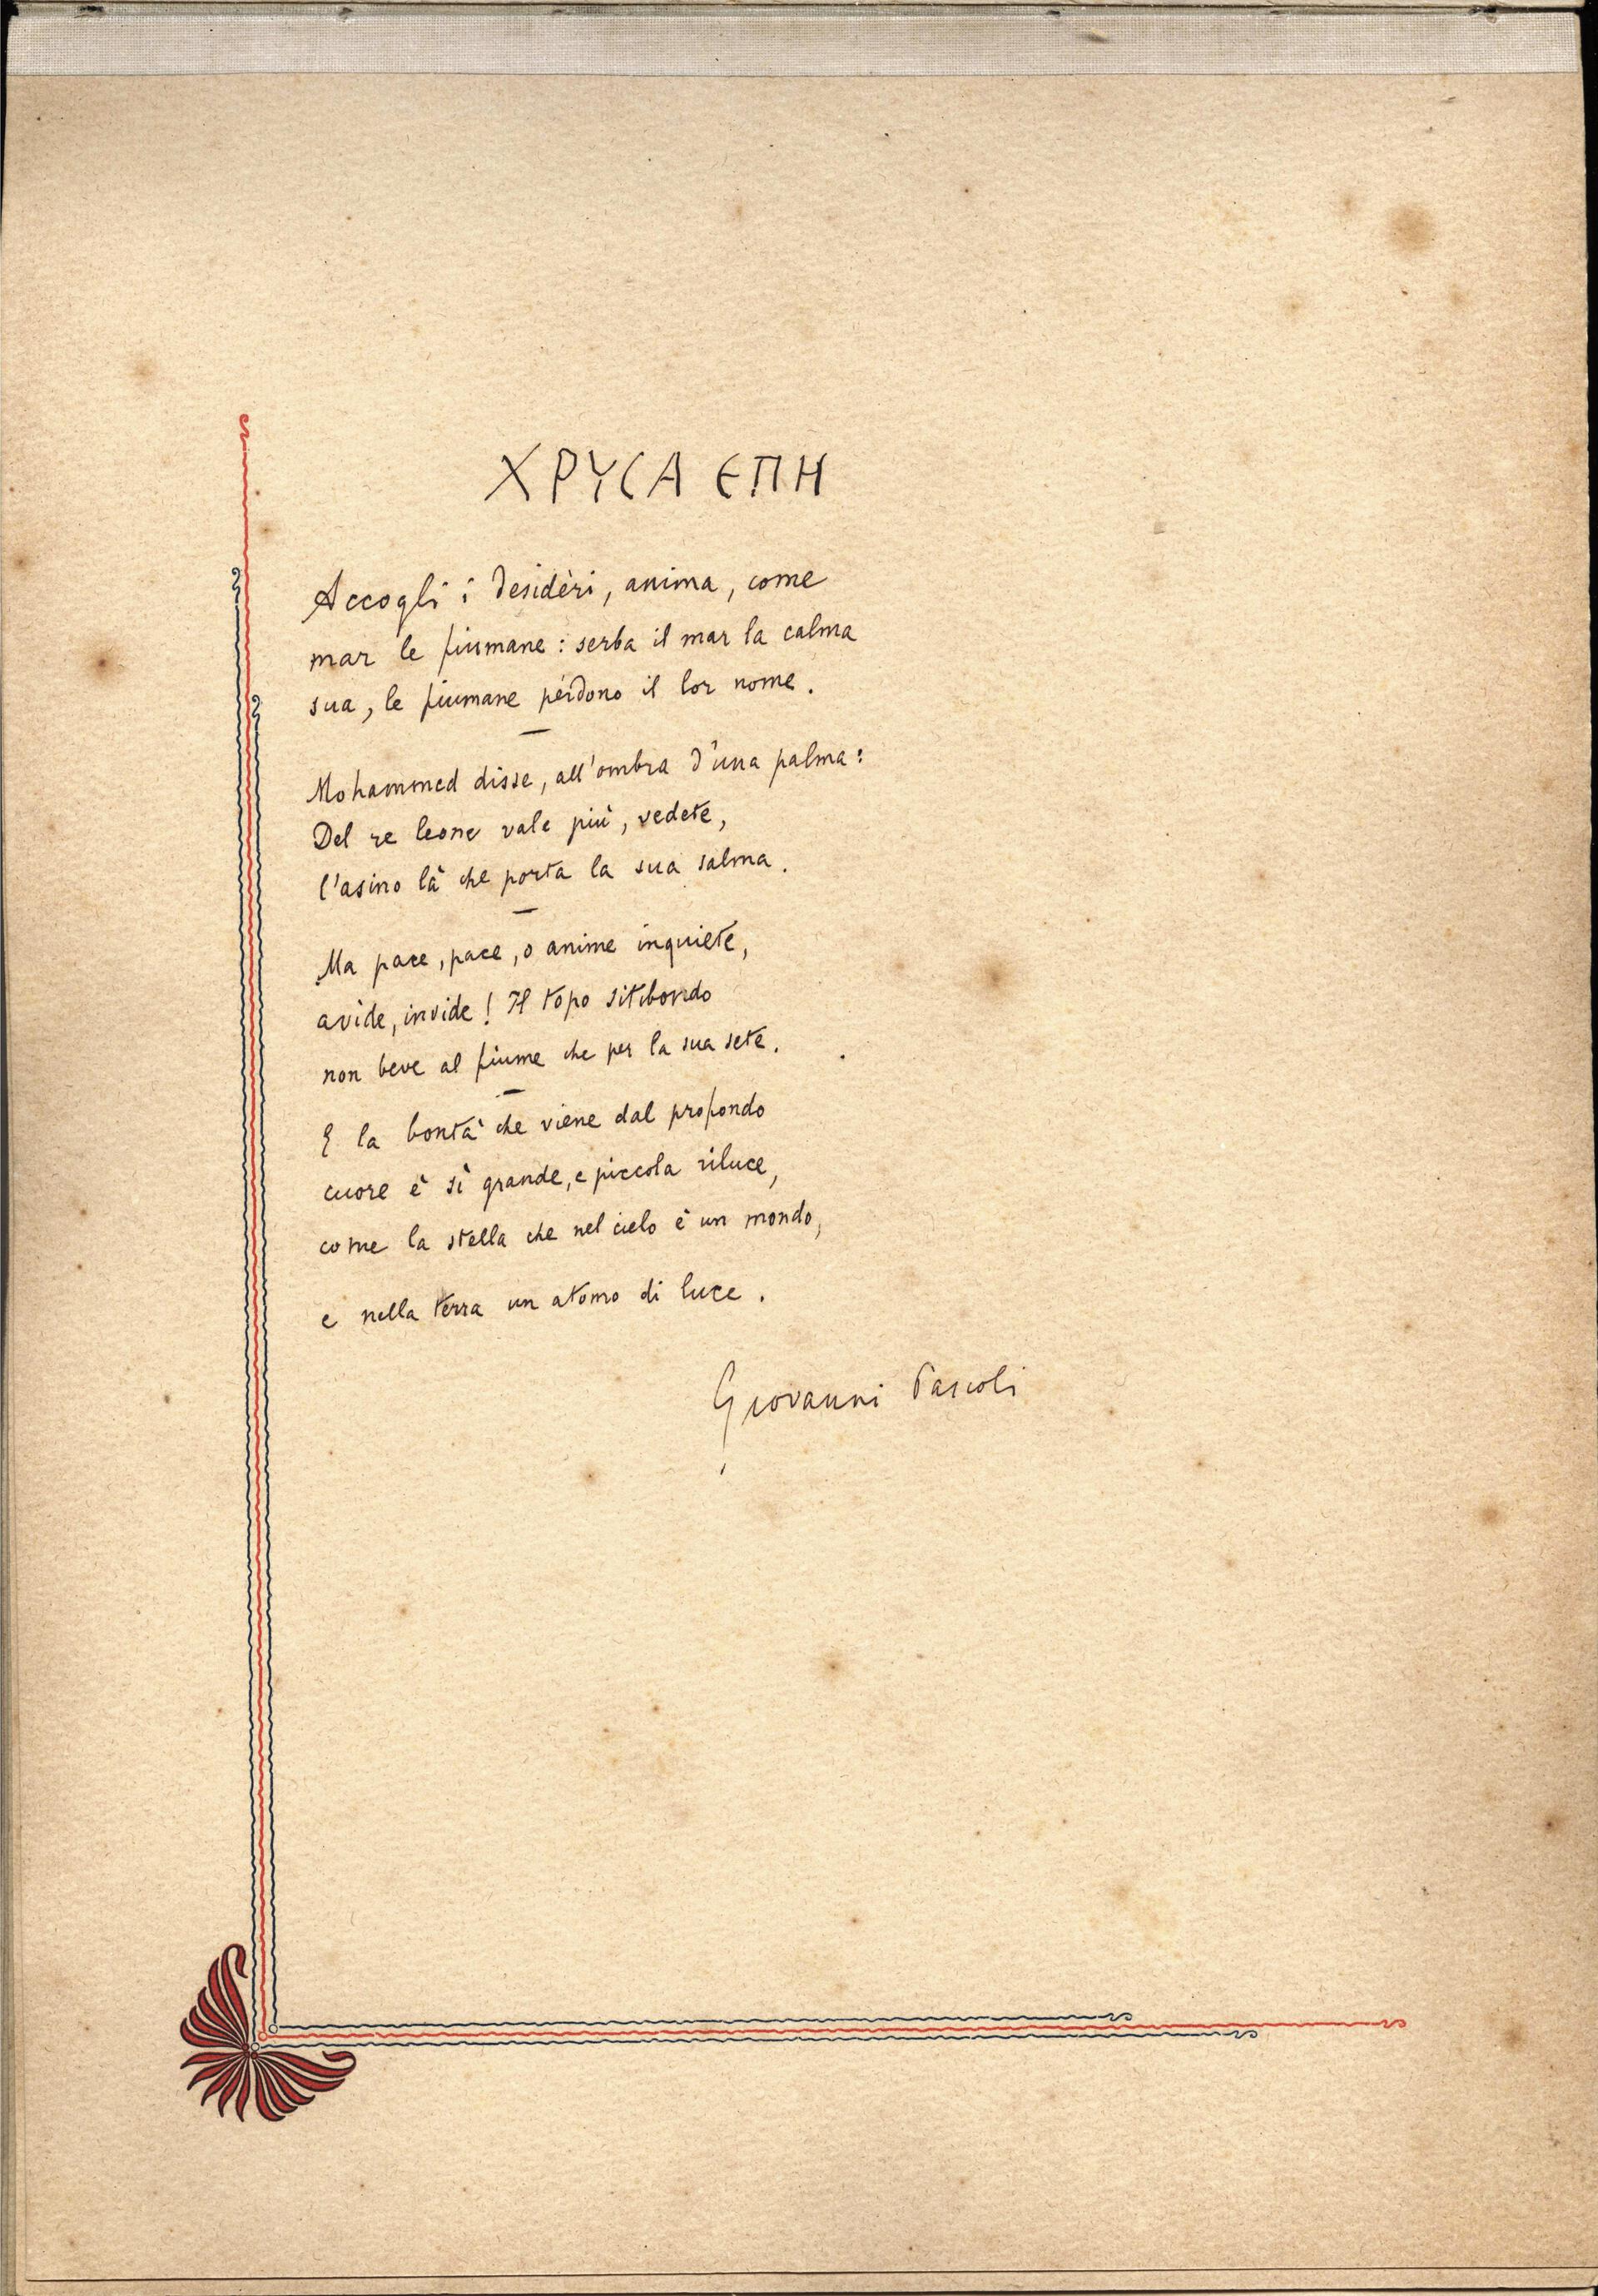 ΧΡΥСΑ ЄΠΗ
Accogli i desidèri, anima, come
mar le fiumane: serba il mar la calma
sua, le fiumane pérdono il lor nome.
Mohammed disse, all'ombra d'una palma:
Del re leone vale più, vedete,
l'asino là che porta la sua salma.
Ma pace, pace, o anime inquiete,
avide, invide! Il topo sitibondo
non beve al fiume che per la sua sete.
E la bontà che viene dal profondo
cuore è sì grande, e piccola riluce,
come la stella che nel cielo è un mondo,
e nella terra un atomo di luce.
Giovanni Pascoli